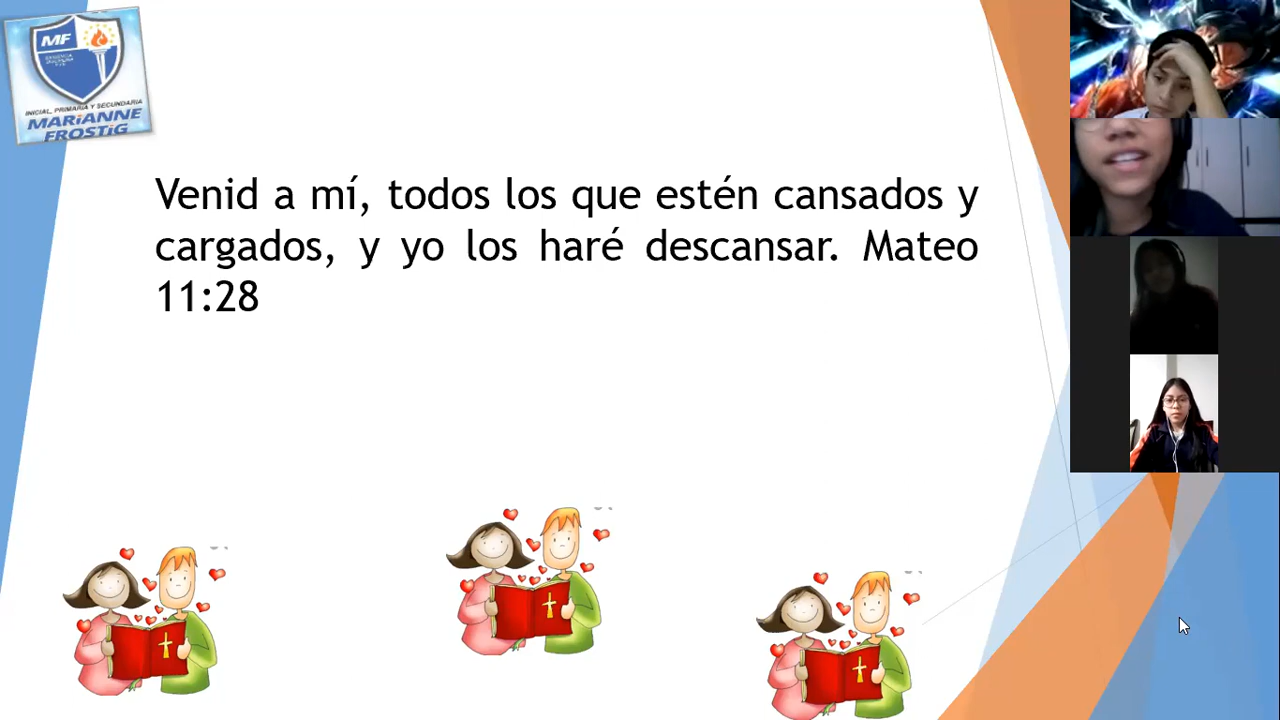 MF
INICIAL, PRIMARIA Y SECUNDARIA
MARIANNE
FROSTIG
Venid a mí, todos los que estén cansados y
cargados, y yo los haré descansar. Mateo
11:28